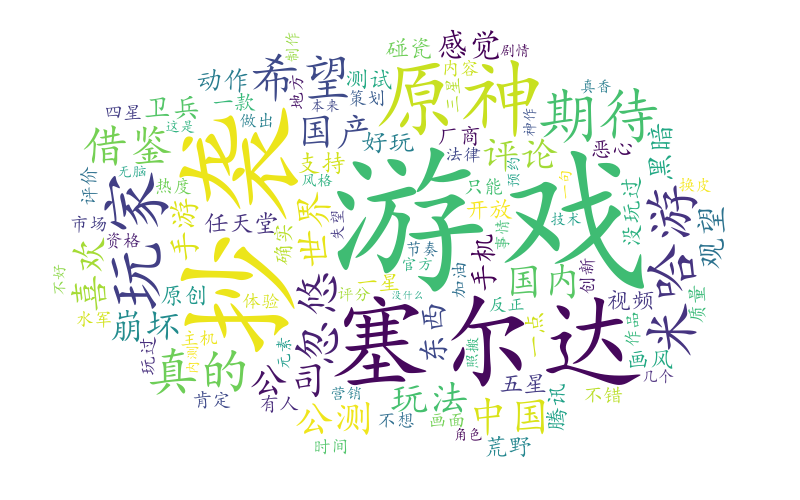 游戏
抄袭
塞尔达
原神
玩家
米哈游
期待
希望
借鉴
忽悠
真的
公司
国产
世界
评论
国内
中国
玩法
公测
崩坏
喜欢
感觉
东西
手机
手游
黑暗
观望
卫兵
动作
测试
碰瓷
剧情
制作
地方
策划
本来
内容
三星
厂商
法律
神作
真香
恶心
四星
一款
做出
这是
好玩
支持
风格
无脑
评价
热度
任天堂
确实
失望
只能
预约
一句
开放
技术
事情
没玩过
换皮
市场
资格
不好
水军
原创
体验
主机
玩过
元素
肯定
有人
评分
一星
没什么
节奏
官方
加油
照搬
反正
创新
一点
视频
作品
画风
质量
几个
五星
腾讯
不错
营销
不想
画面
角色
荒野
时间